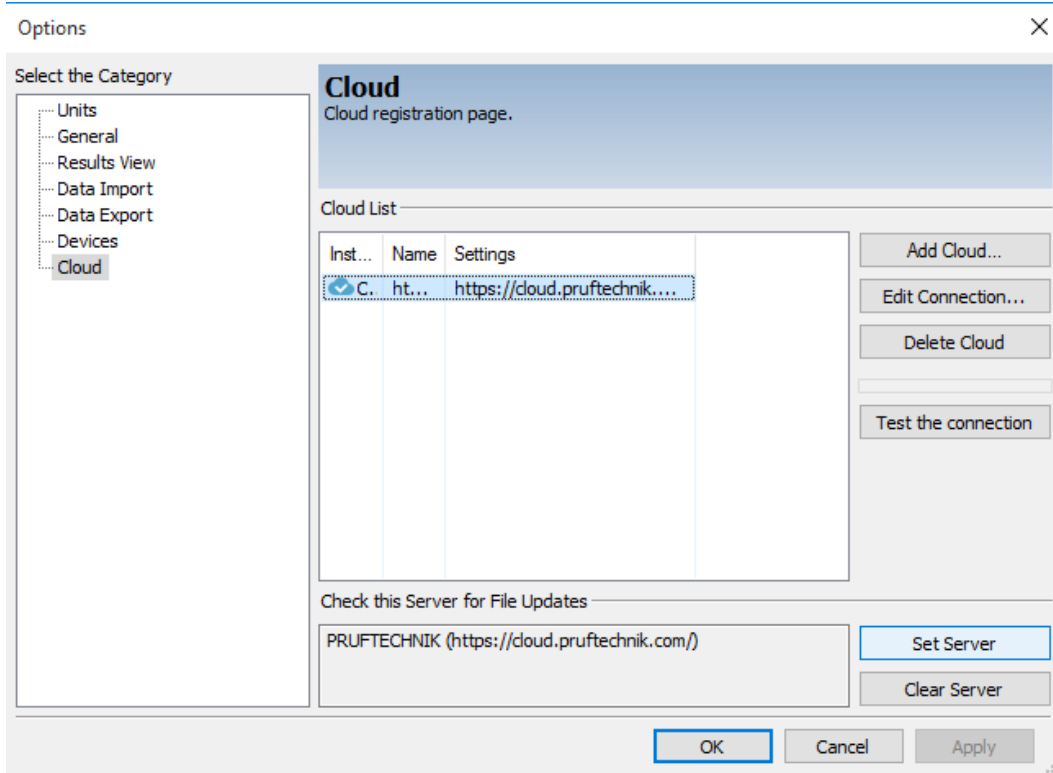 Options
Select the Category
Units
General
Results View
Data Import
Data Export
Devices
Cloud
Cloud
Cloud registration page.
Cloud List
Inst... Name Settings
C. ht... https://cloud.pruftechnik....
Add Cloud...
Edit Connection...
Delete Cloud
Test the connection
Check this Server for File Updates
PRUFTECHNIK (https://cloud.pruftechnik.com/)
Set Server
Clear Server
OK Cancel Apply